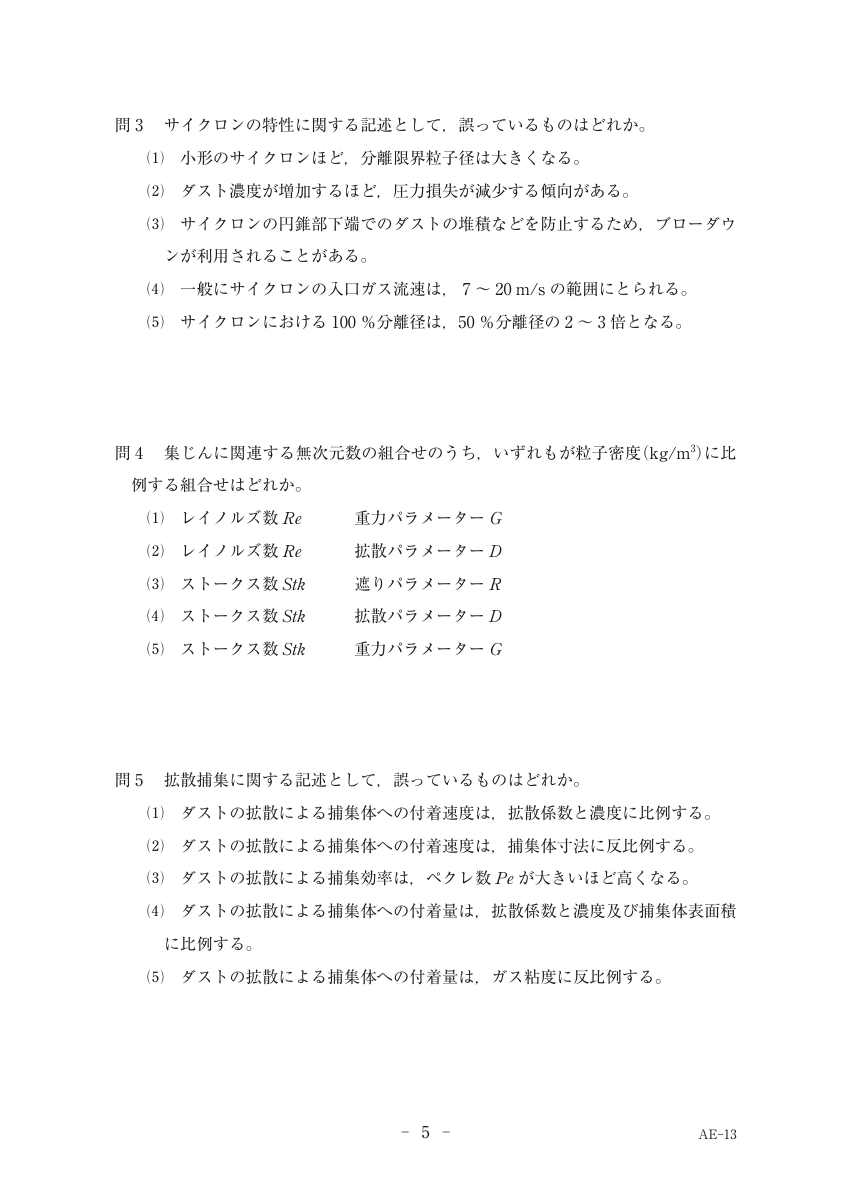 問3 サイクロンの特性に関する記述として，誤っているものはどれか。
⑴ 小形のサイクロンほど，分離限界粒子径は大きくなる。
⑵ ダスト濃度が増加するほど，圧力損失が減少する傾向がある。
⑶ サイクロンの円錐部下端でのダストの堆積などを防止するため，ブローダウ
ンが利用されることがある。
⑷ 一般にサイクロンの入口ガス流速は，7～20 m/s の範囲にとられる。
⑸ サイクロンにおける 100 %分離径は，50 %分離径の 2～3 倍となる。
問4 集じんに関連する無次元数の組合せのうち，いずれもが粒子密度(kg/m³)に比
例する組合せはどれか。
⑴ レイノルズ数 Re 重力パラメーター G
⑵ レイノルズ数 Re 拡散パラメーター D
⑶ ストークス数 Stk 遮りパラメーター R
⑷ ストークス数 Stk 拡散パラメーター D
⑸ ストークス数 Stk 重力パラメーター G
問5 拡散捕集に関する記述として，誤っているものはどれか。
⑴ ダストの拡散による捕集体への付着速度は，拡散係数と濃度に比例する。
⑵ ダストの拡散による捕集体への付着速度は，捕集体寸法に反比例する。
⑶ ダストの拡散による捕集効率は，ペクレ数 Pe が大きいほど高くなる。
⑷ ダストの拡散による捕集体への付着量は，拡散係数と濃度及び捕集体表面積
に比例する。
⑸ ダストの拡散による捕集体への付着量は，ガス粘度に反比例する。
- 5 -
AE-13